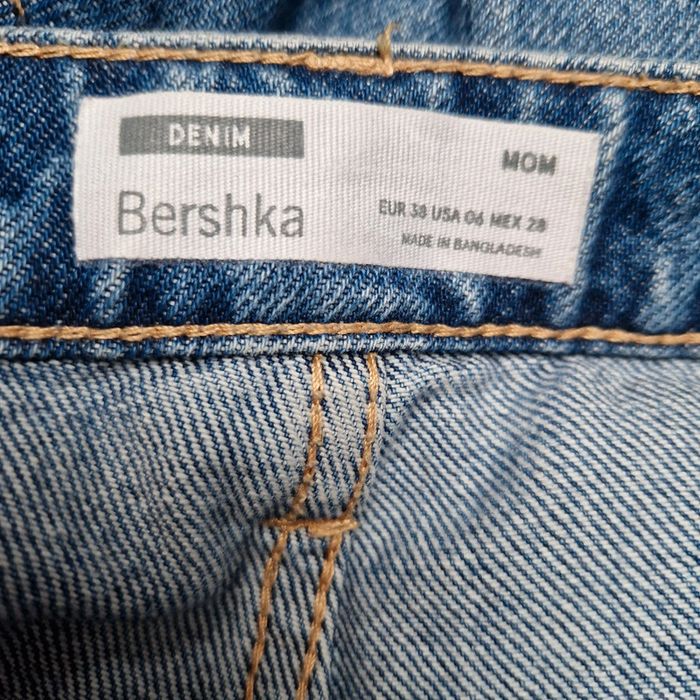 DENIM
Bershka
MOM
EUR 38 USA 06 MEX 28
MADE IN BANGLADESH